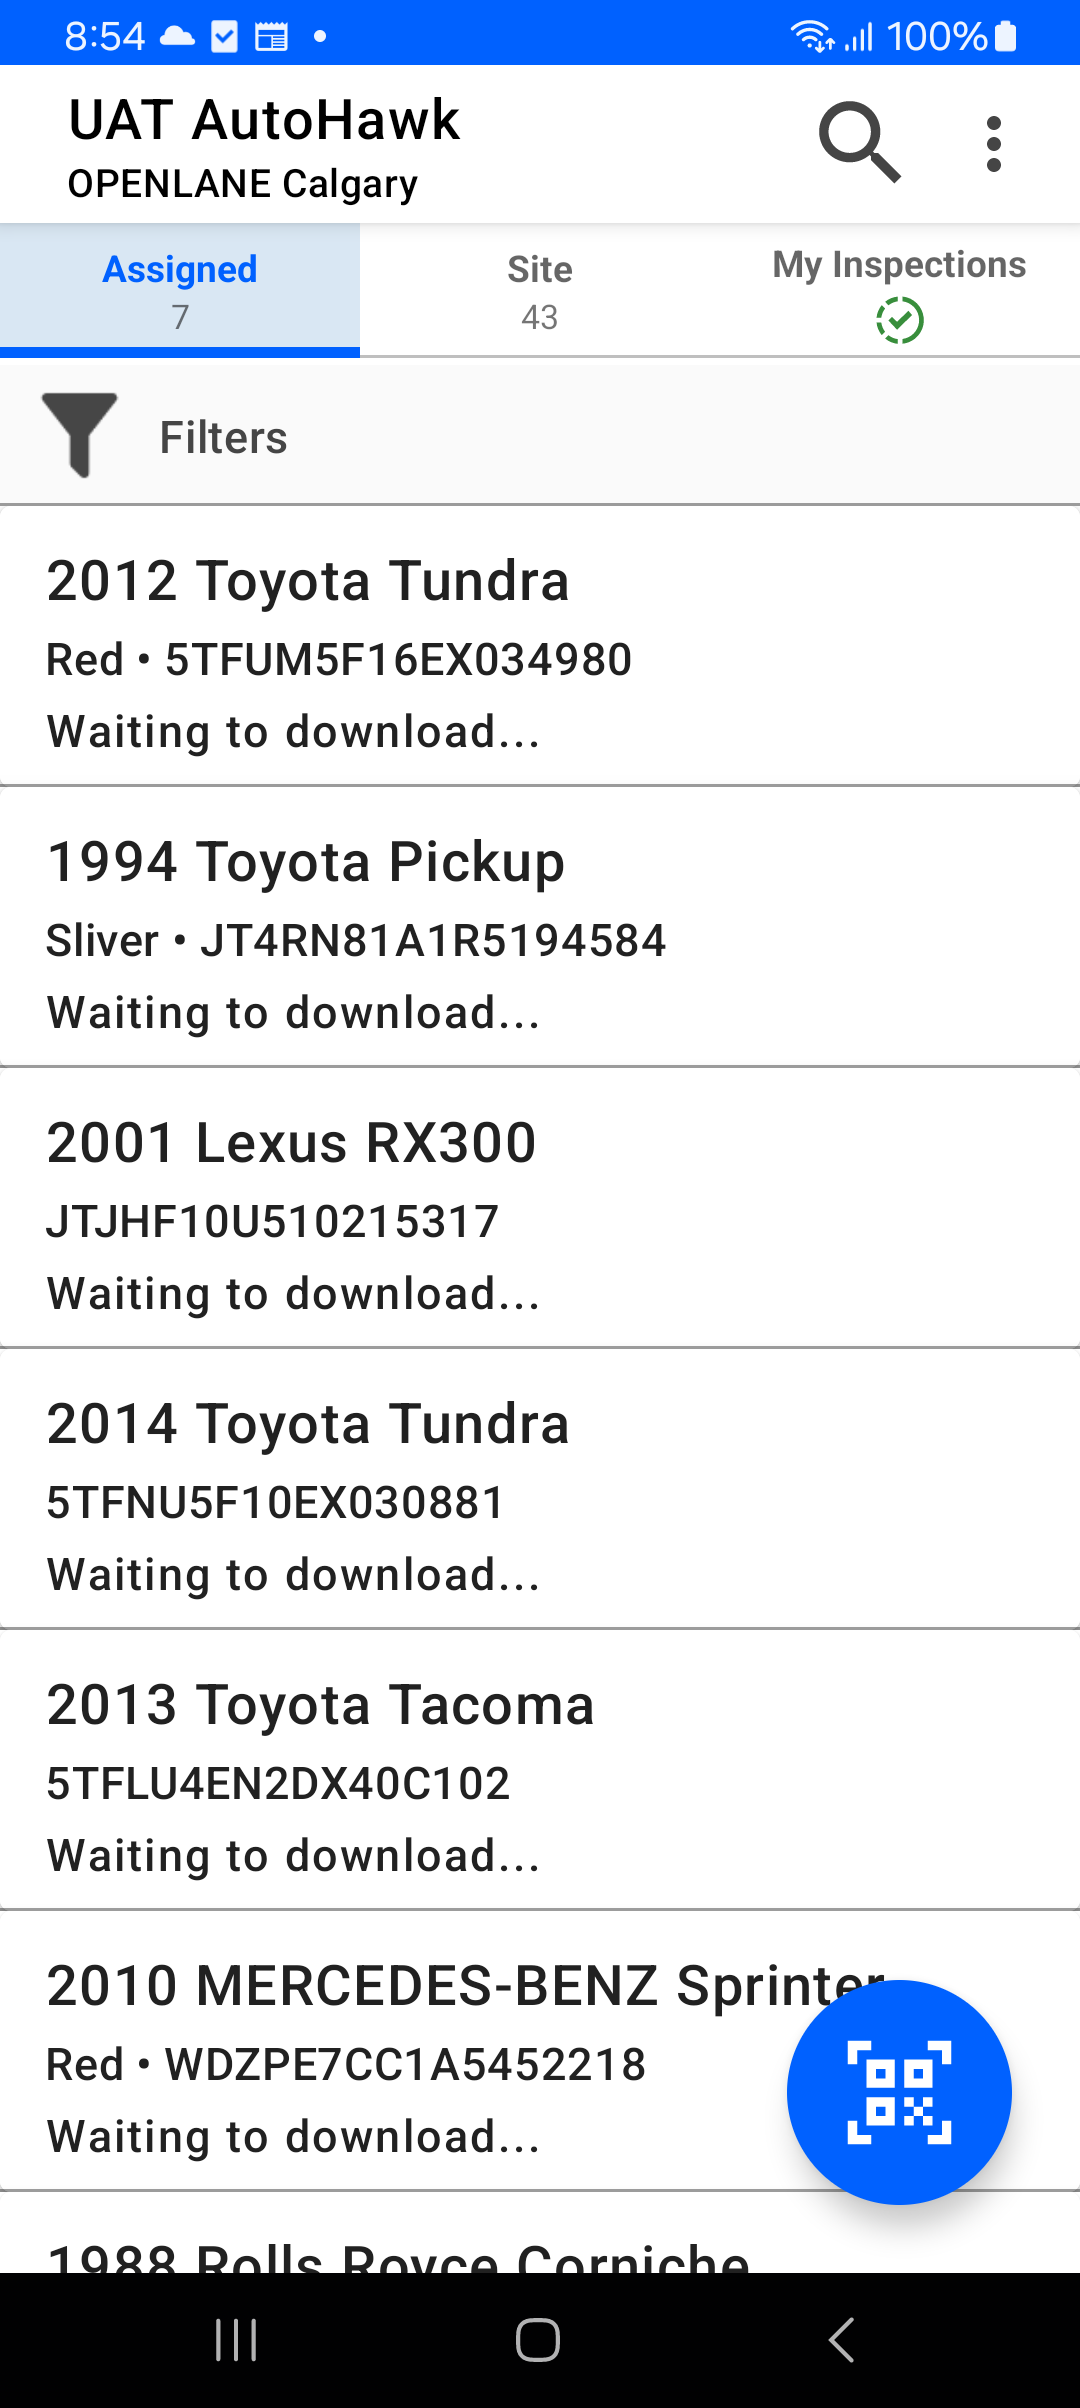 8:54 100%
UAT AutoHawk
OPENLANE Calgary
Assigned
7
Site
43
My Inspections
Filters
2012 Toyota Tundra
Red • 5TFUM5F16EX034980
Waiting to download...
1994 Toyota Pickup
Sliver • JT4RN81A1R5194584
Waiting to download...
2001 Lexus RX300
JTJHF10U510215317
Waiting to download...
2014 Toyota Tundra
5TFNU5F10EX030881
Waiting to download...
2013 Toyota Tacoma
5TFLU4EN2DX40C102
Waiting to download...
2010 MERCEDES-BENZ Sprinter
Red • WDZPE7CC1A5452218
Waiting to download...
1988 Rolls Royce Corniche